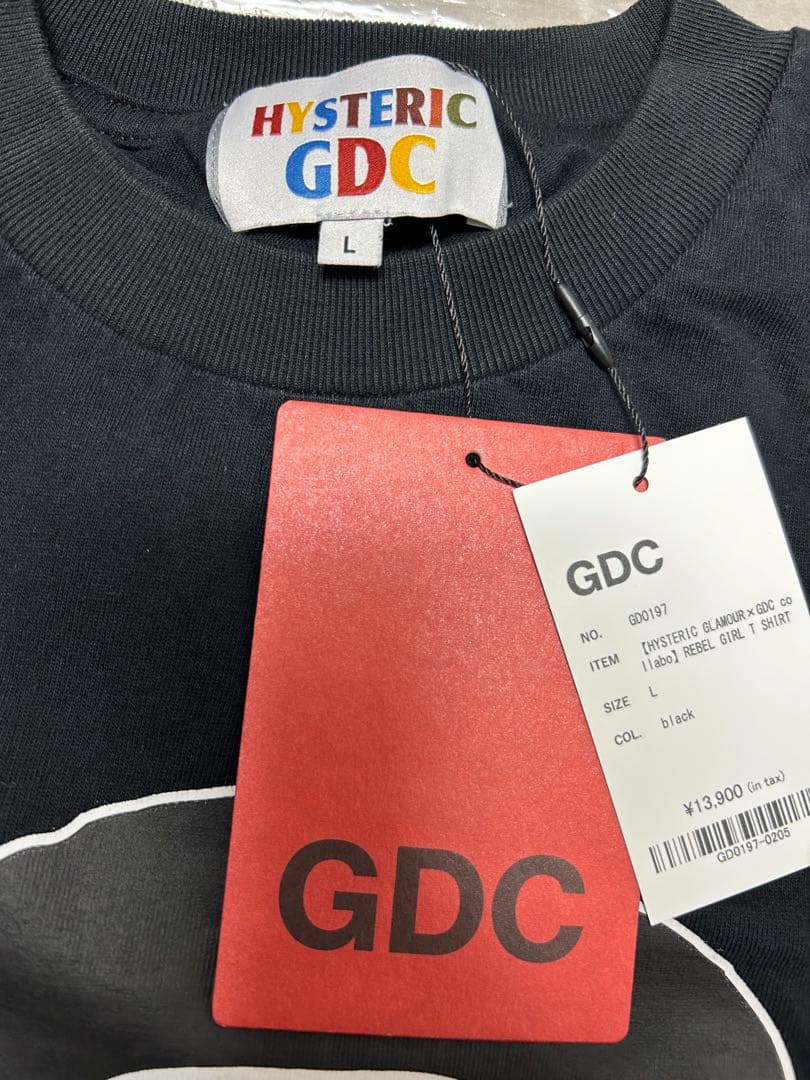 HYSTERIC
GDC
L
GDC
NO. GD0197
ITEM 【HYSTERIC GLAMOUR×GDC co
llabo】REBEL GIRL T SHIRT
SIZE L
COL. black
¥13,900 (in tax)
GD0197-0205
GDC